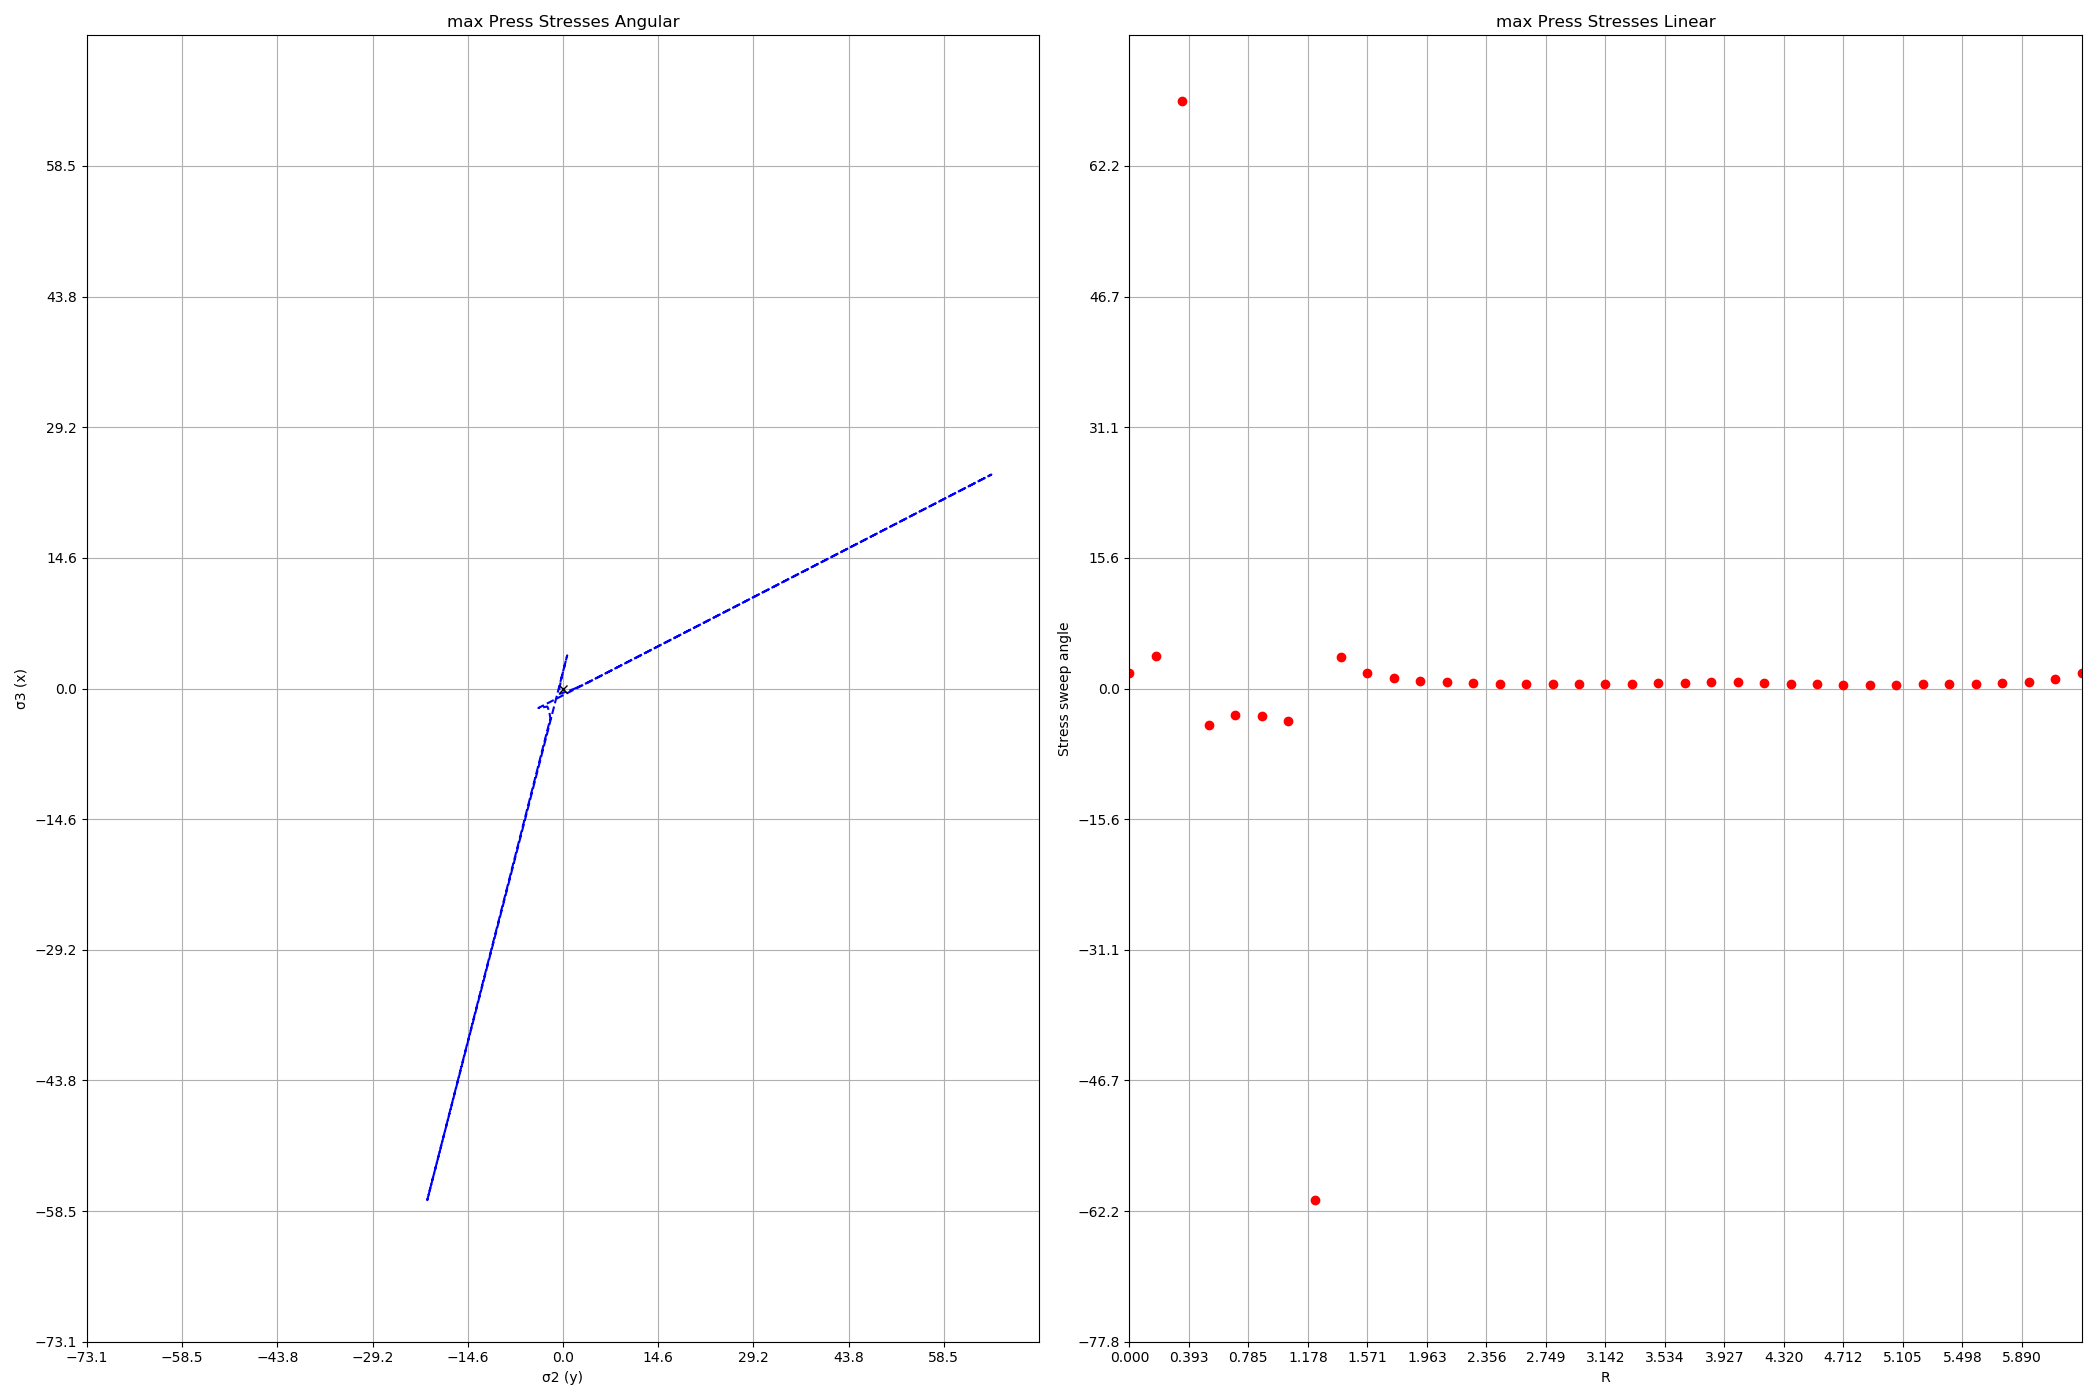 max Press Stresses Angular
58.5
43.8
29.2
14.6
0.0
−14.6
−29.2
−43.8
−58.5
−73.1
σ3 (x)
−73.1 −58.5 −43.8 −29.2 −14.6 0.0 14.6 29.2 43.8 58.5
σ2 (y)
max Press Stresses Linear
62.2
46.7
31.1
15.6
0.0
−15.6
−31.1
−46.7
−62.2
−77.8
Stress sweep angle
0.000 0.393 0.785 1.178 1.571 1.963 2.356 2.749 3.142 3.534 3.927 4.320 4.712 5.105 5.498 5.890
R